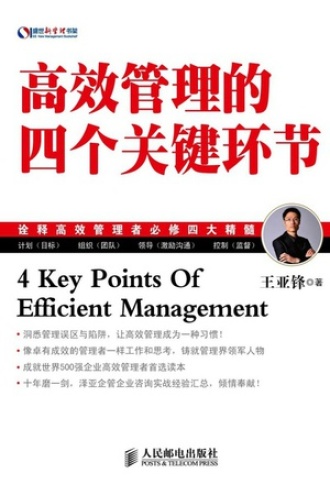 盛世新管理书架
高效管理的
四个关键环节
诠释高效管理者必修四大精髓
计划（目标） 组织（团队） 领导（激励沟通） 控制（监督）
4 Key Points Of
Efficient Management
王亚锋◎著
• 洞悉管理误区与陷阱，让高效管理成为一种习惯！
• 像卓有成效的管理者一样工作和思考，铸就管理界领军人物
• 成就世界500强企业高效管理者首选读本
• 十年磨一剑，泽亚企管企业咨询实战经验汇总，倾情奉献！
人民邮电出版社
POSTS & TELECOM PRESS